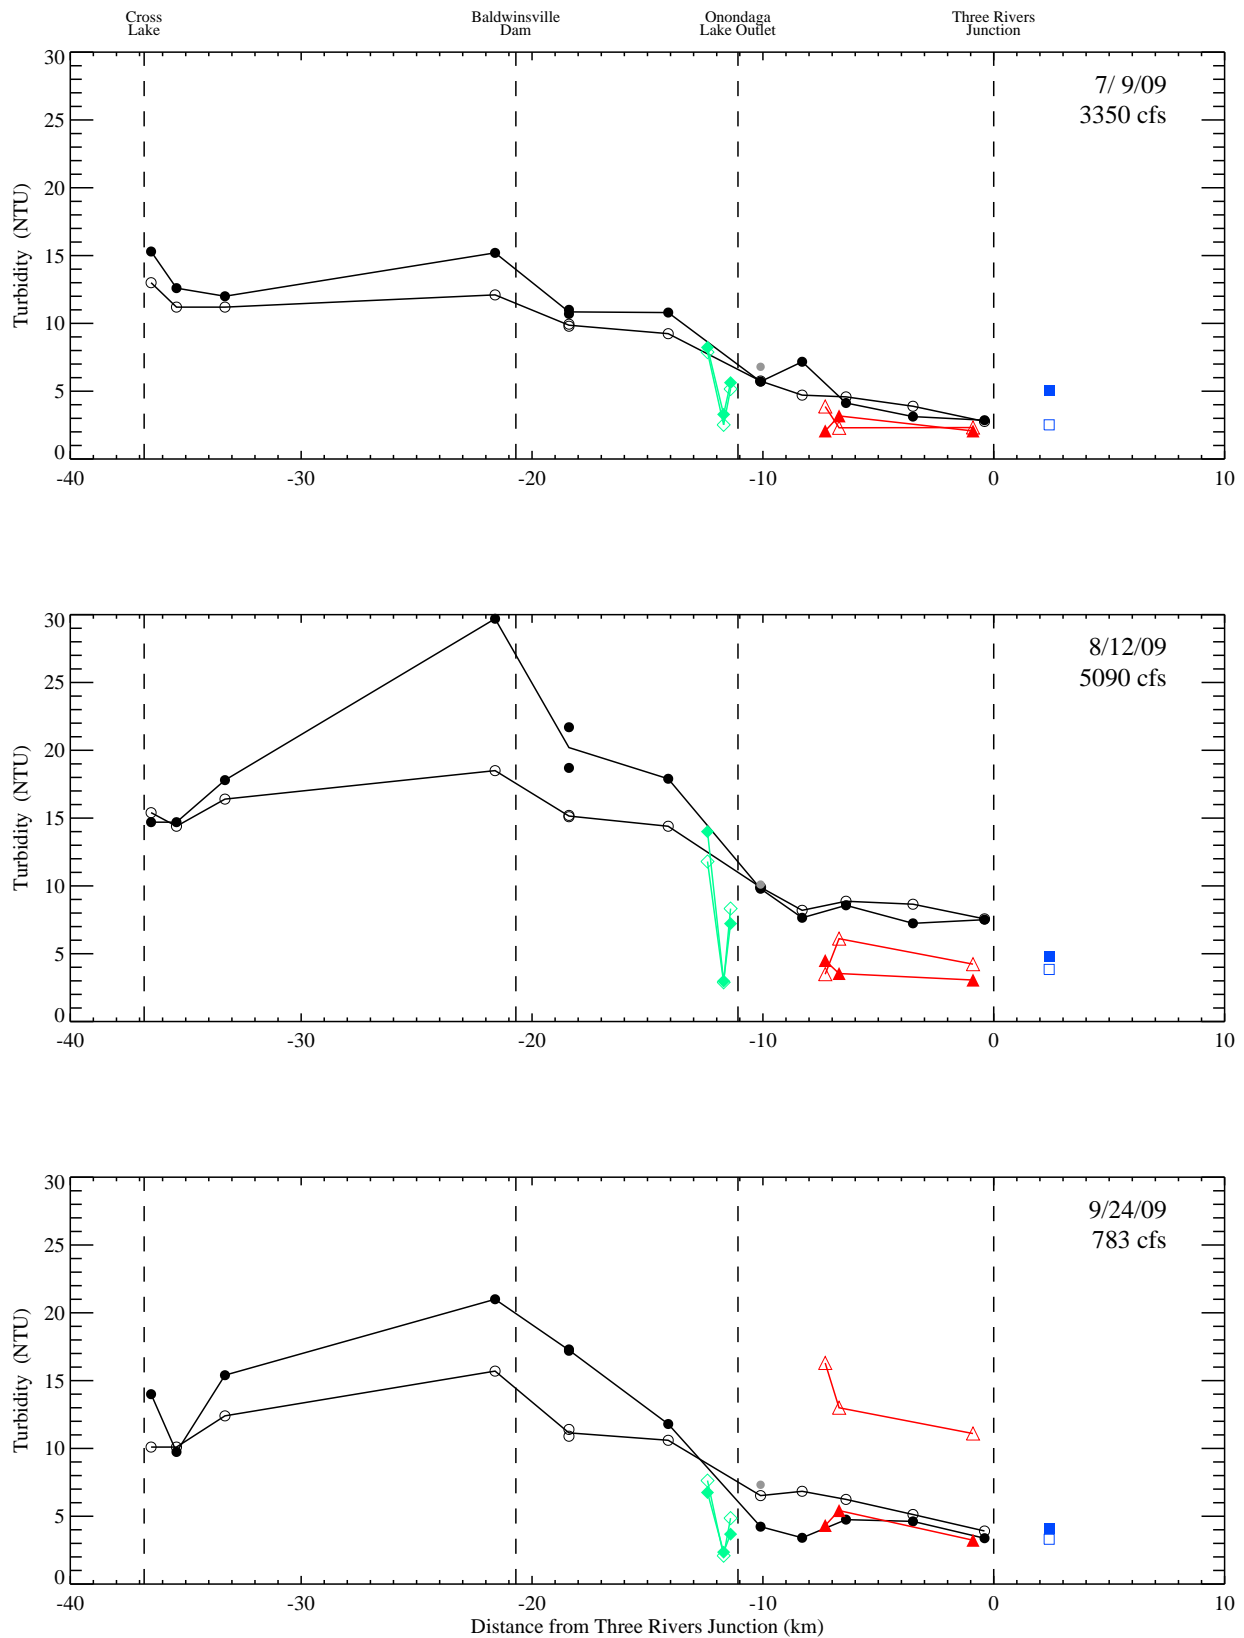 Cross Baldwinsville Onondaga Three Rivers
Lake Dam Lake Outlet Junction
30
25
20
15
10
5
0
Turbidity (NTU)
7/ 9/09
3350 cfs
-40 -30 -20 -10 0 10
30
25
20
15
10
5
0
Turbidity (NTU)
8/12/09
5090 cfs
-40 -30 -20 -10 0 10
30
25
20
15
10
5
0
Turbidity (NTU)
9/24/09
783 cfs
-40 -30 -20 -10 0 10
Distance from Three Rivers Junction (km)